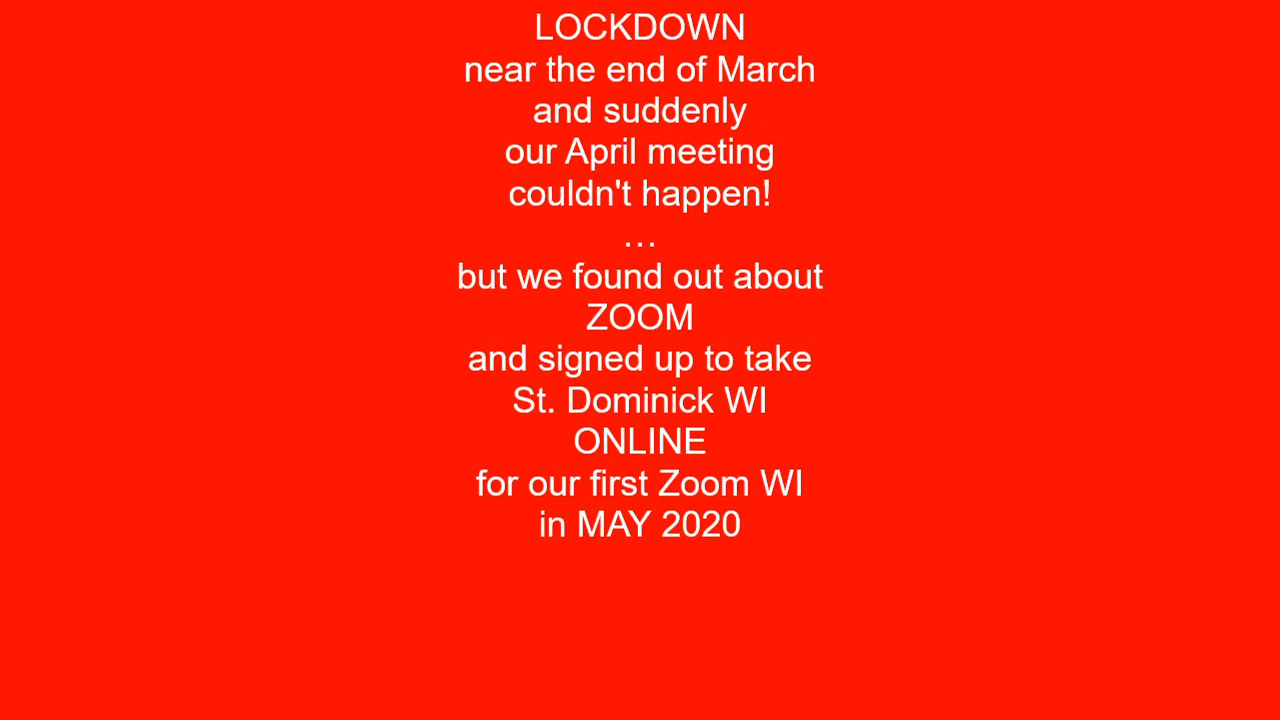 LOCKDOWN
near the end of March
and suddenly
our April meeting
couldn't happen!
…
but we found out about
ZOOM
and signed up to take
St. Dominick WI
ONLINE
for our first Zoom WI
in MAY 2020